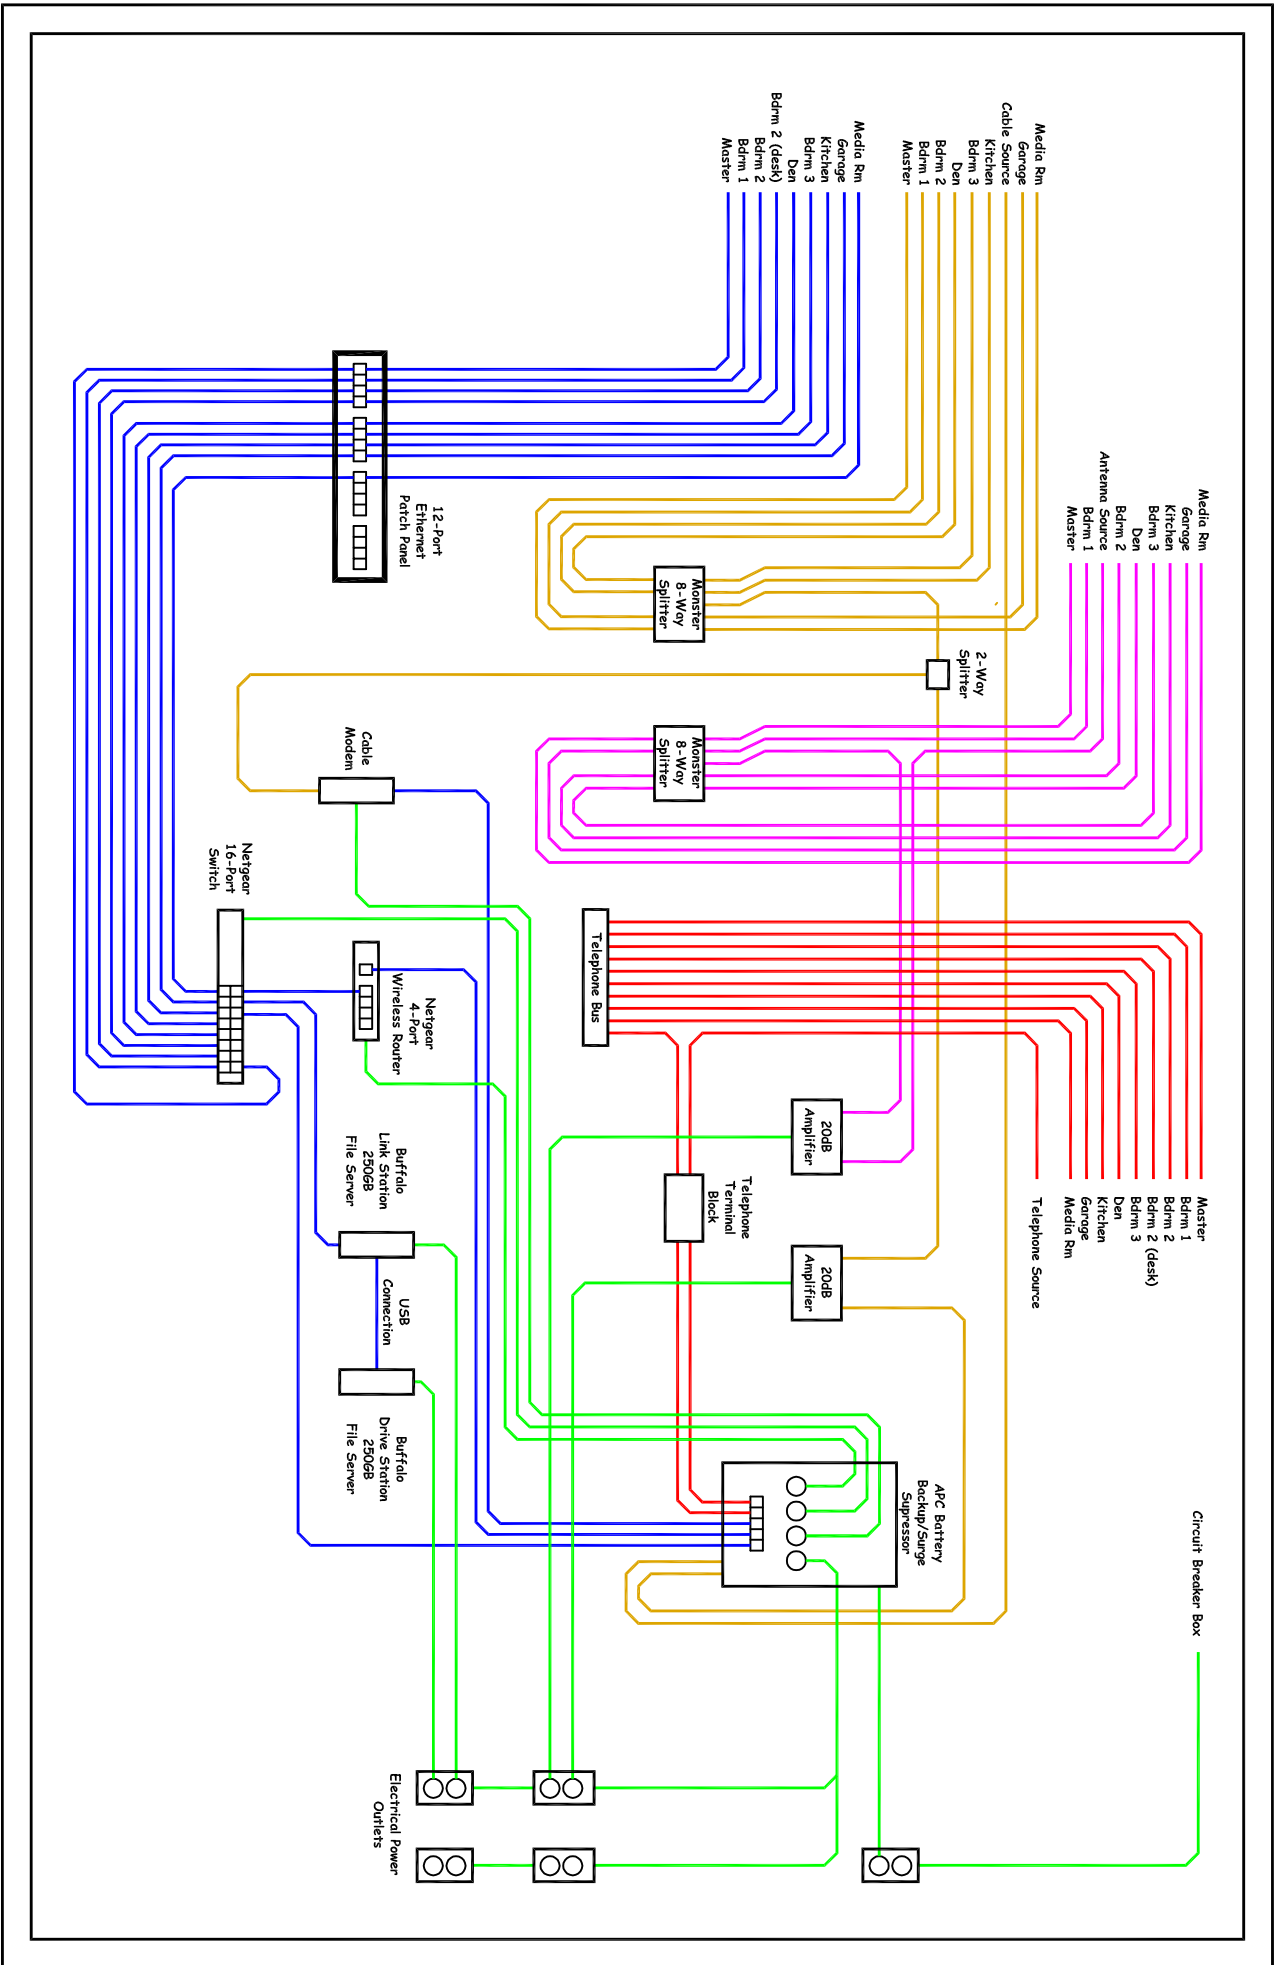 Circuit Breaker Box
Master
Bdrm 1
Bdrm 2
Bdrm 2 (desk)
Bdrm 3
Den
Kitchen
Garage
Media Rm
Telephone Source
Media Rm
Garage
Kitchen
Bdrm 3
Den
Bdrm 2
Antenna Source
Bdrm 1
Master
Media Rm
Garage
Cable Source
Kitchen
Bdrm 3
Den
Bdrm 2
Bdrm 1
Master
Media Rm
Garage
Kitchen
Bdrm 3
Den
Bdrm 2 (desk)
Bdrm 2
Bdrm 1
Master
2-Way
Splitter
APC Battery
Backup/Surge
Supressor
20dB
Amplifier
20dB
Amplifier
Telephone
Terminal
Block
Monster
8-Way
Splitter
Monster
8-Way
Splitter
Telephone Bus
12-Port
Ethernet
Patch Panel
Cable
Modem
Netgear
4-Port
Wireless Router
Netgear
16-Port
Switch
Buffalo
Link Station
250GB
File Server
USB
Connection
Buffalo
Drive Station
250GB
File Server
Electrical Power
Outlets